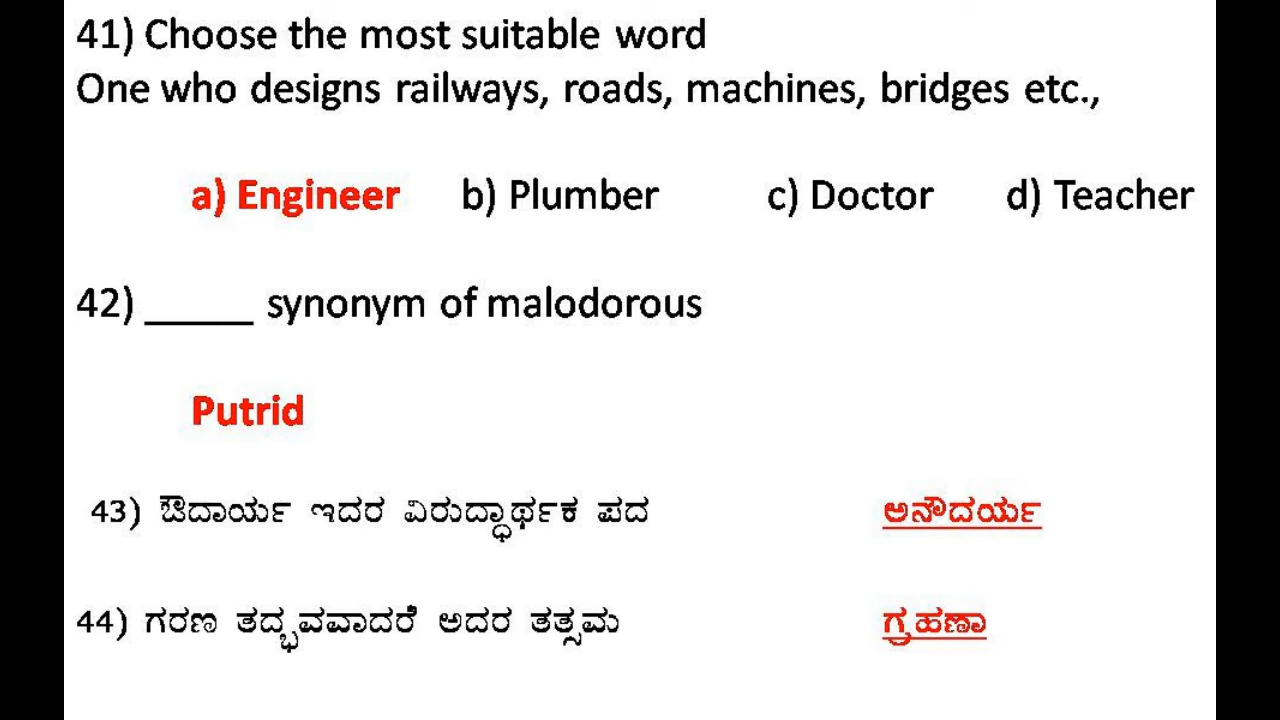 41) Choose the most suitable word
One who designs railways, roads, machines, bridges etc.,
a) Engineer b) Plumber c) Doctor d) Teacher
42) _____ synonym of malodorous
Putrid
43) ಔದಾರ್ಯ ಇದರ ವಿರುದ್ಧಾರ್ಥಕ ಪದ ಅನೌದರ್ಯ
44) ಗರಣ ತದ್ಭವವಾದರೆ ಅದರ ತತ್ಸಮ ಗ್ರಹಣಾ